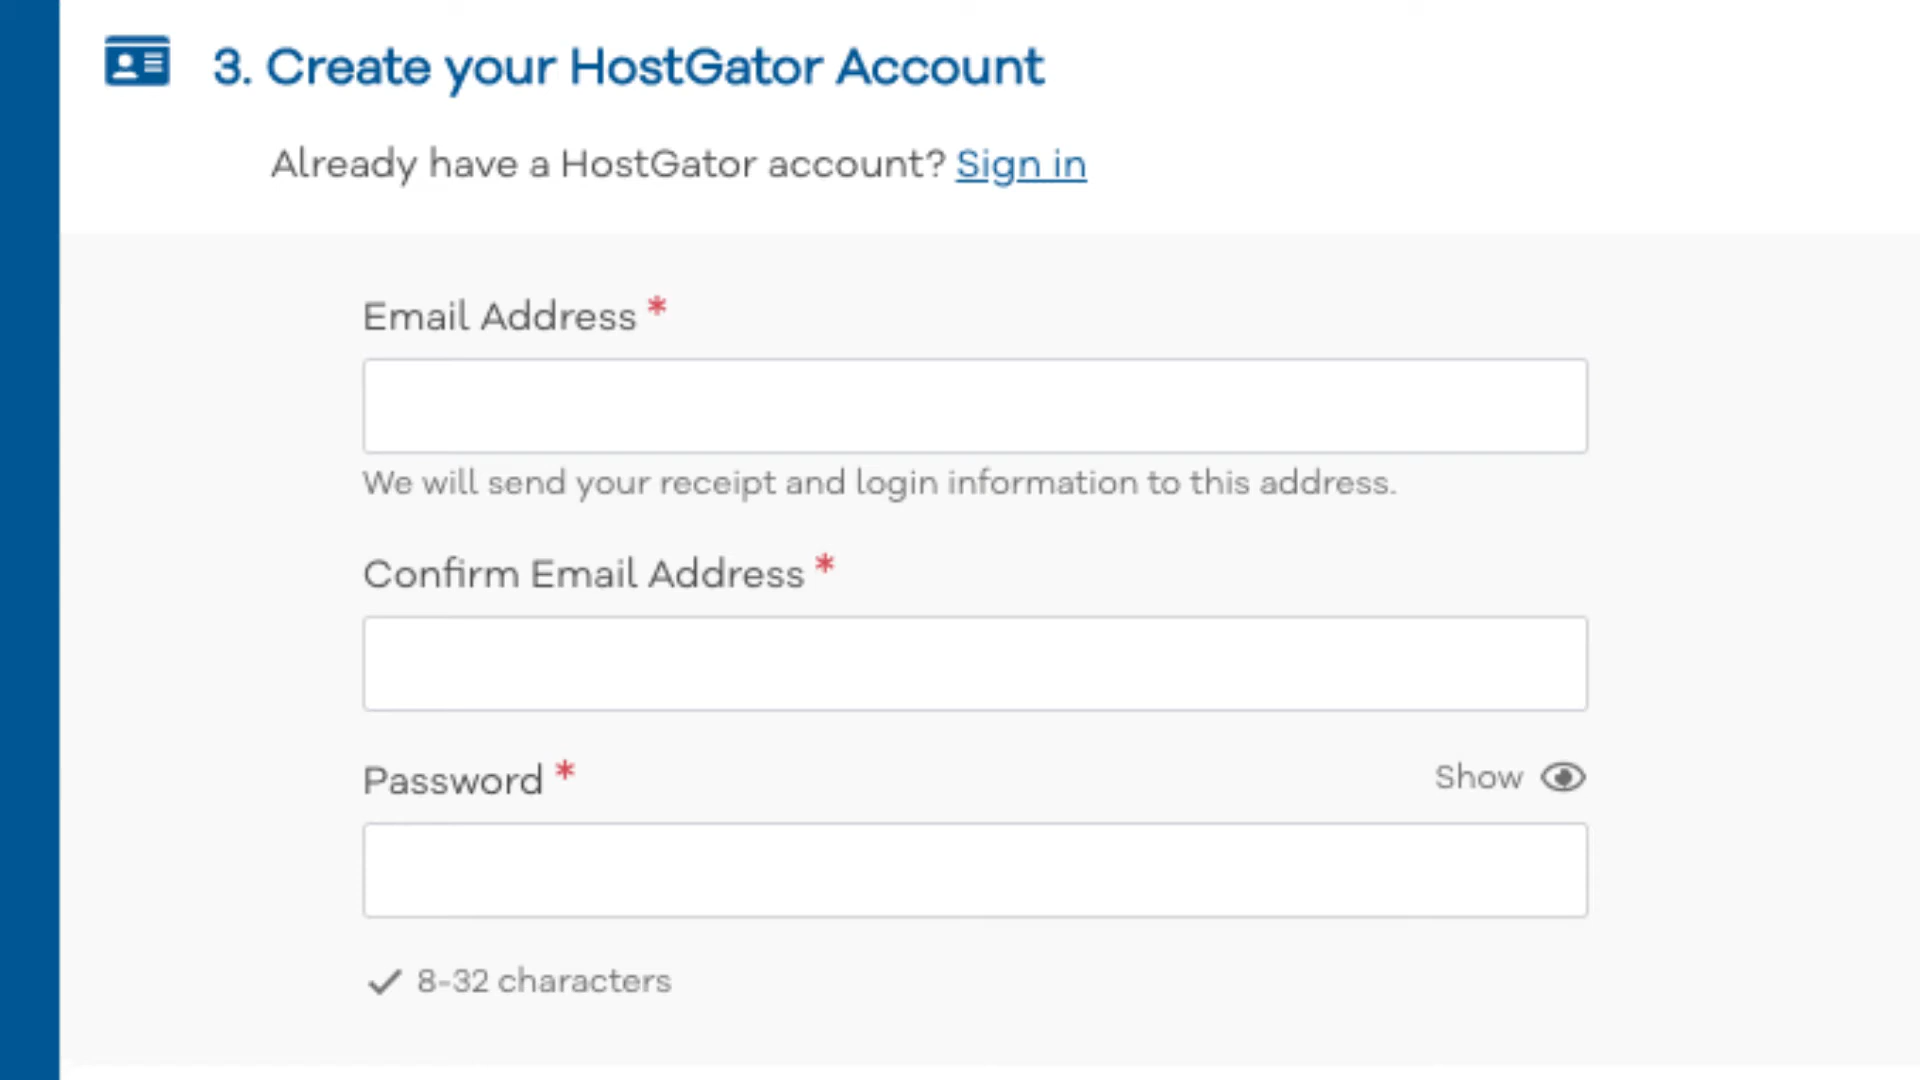 3. Create your HostGator Account
Already have a HostGator account? Sign in
Email Address *
We will send your receipt and login information to this address.
Confirm Email Address *
Password *
Show
8-32 characters